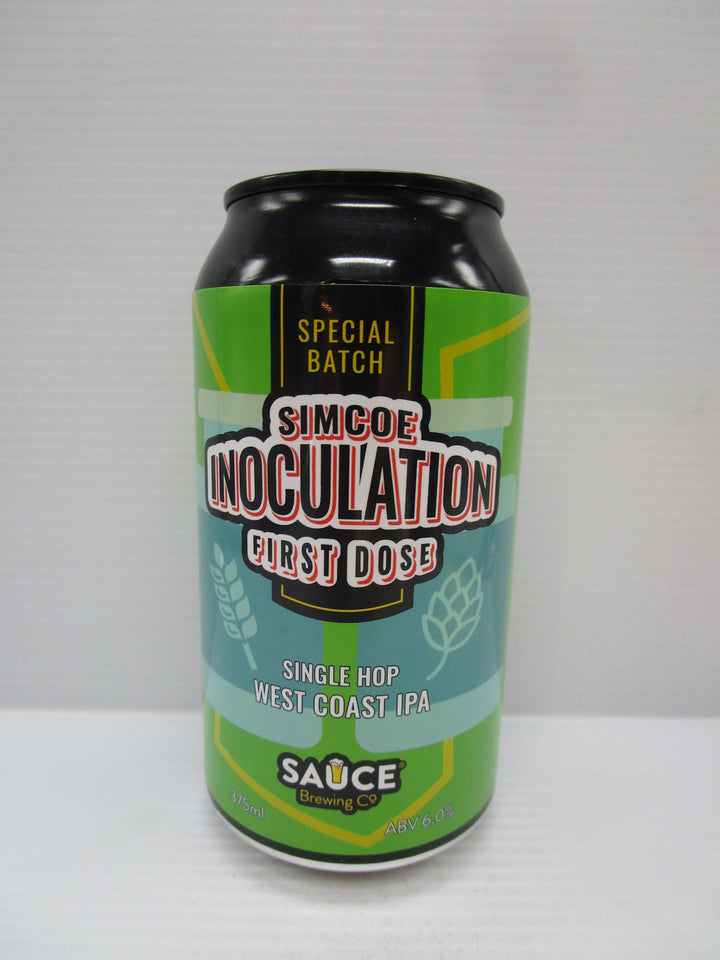 SPECIAL
BATCH
SIMCOE
INOCULATION
FIRST DOSE
SINGLE HOP
WEST COAST IPA
SAUCE®
Brewing Co
375ml
ABV 6.0%